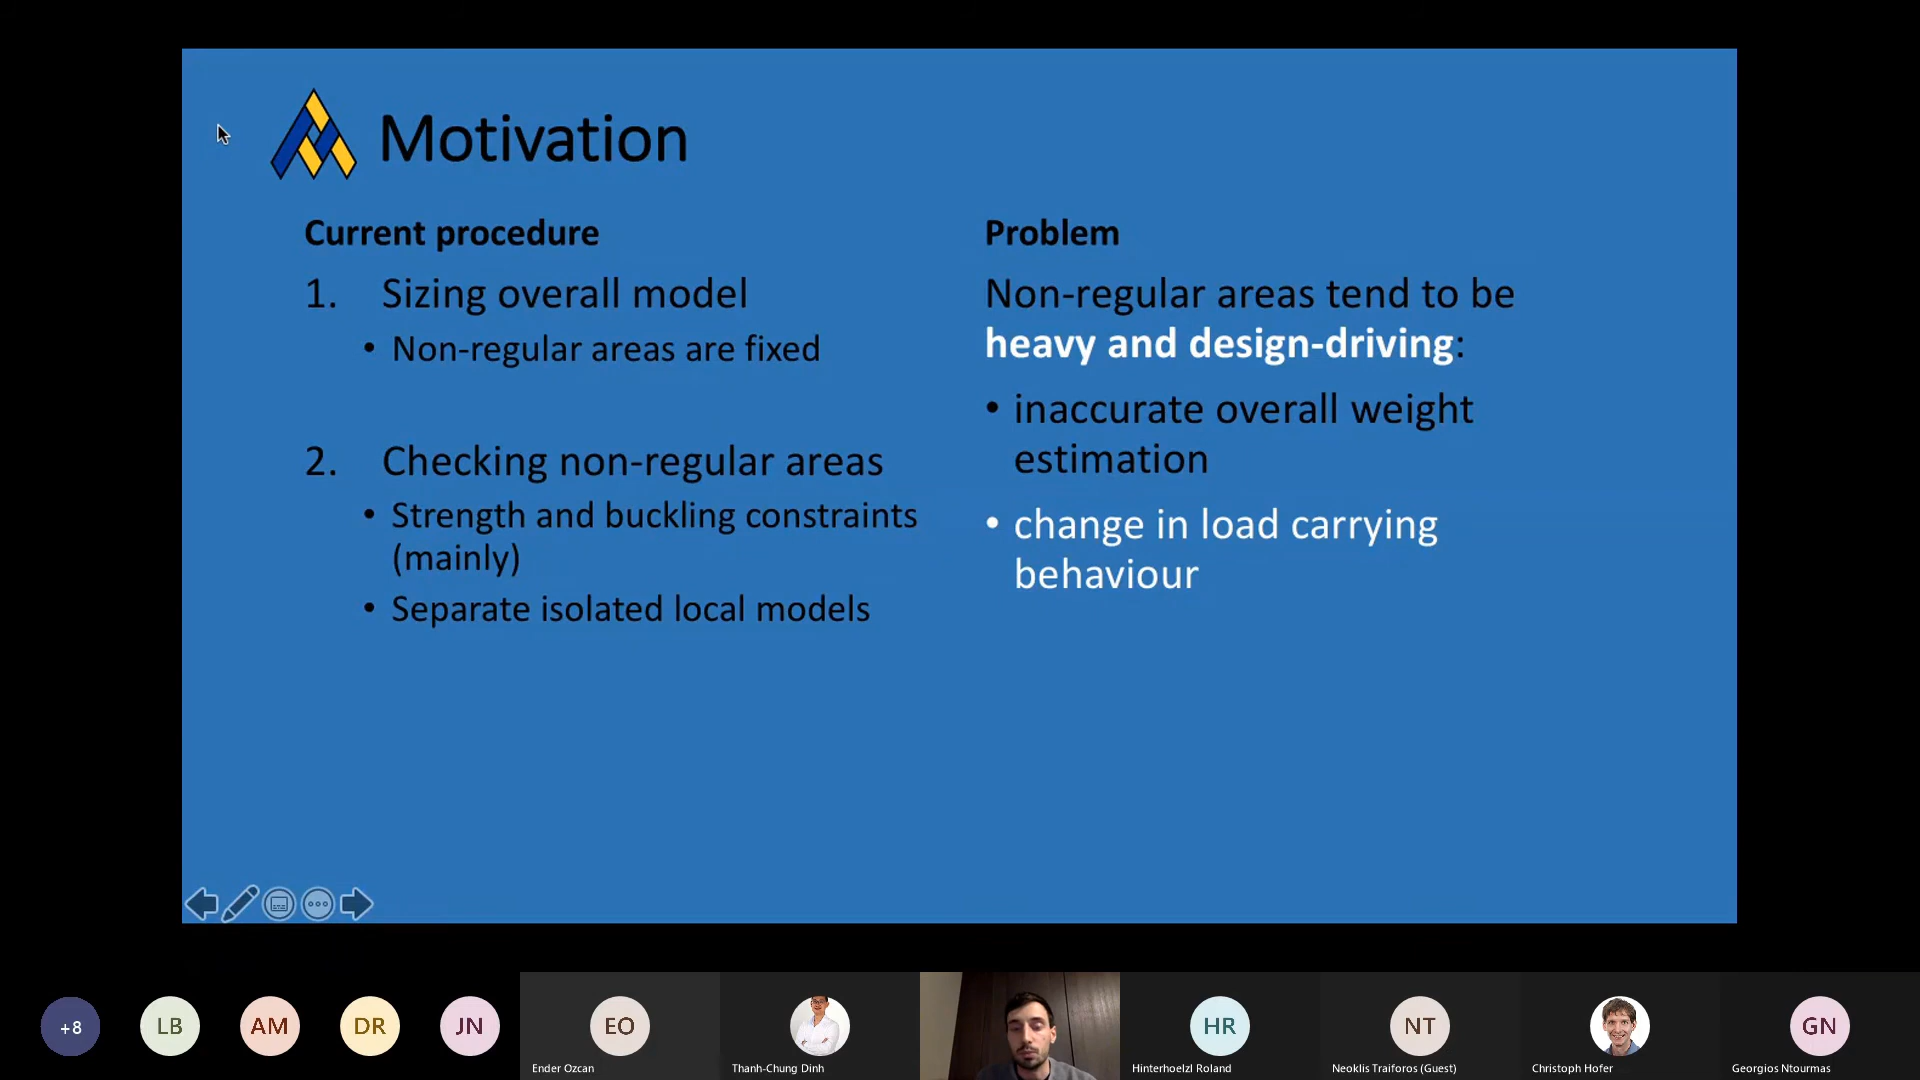 Motivation
Current procedure
1. Sizing overall model
• Non-regular areas are fixed
2. Checking non-regular areas
• Strength and buckling constraints
(mainly)
• Separate isolated local models
Problem
Non-regular areas tend to be
heavy and design-driving:
• inaccurate overall weight
estimation
• change in load carrying
behaviour
+8
LB
AM
DR
JN
EO
Ender Ozcan
Thanh-Chung Dinh
HR
Hinterhoelzl Roland
NT
Neoklis Traiforos (Guest)
Christoph Hofer
GN
Georgios Ntourmas